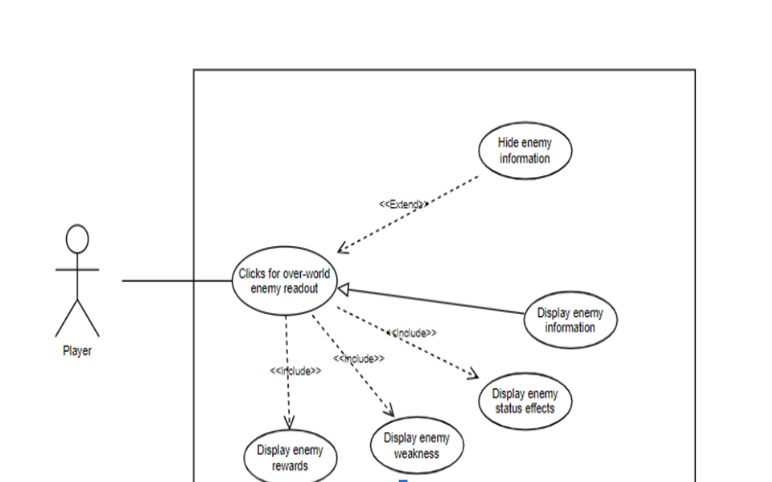 Hide enemy
information
<<Extend>>
Clicks for over-world
enemy readout
Display enemy
information
<<Include>>
<<Include>>
<<Include>>
Player
Display enemy
status effects
Display enemy
weakness
Display enemy
rewards